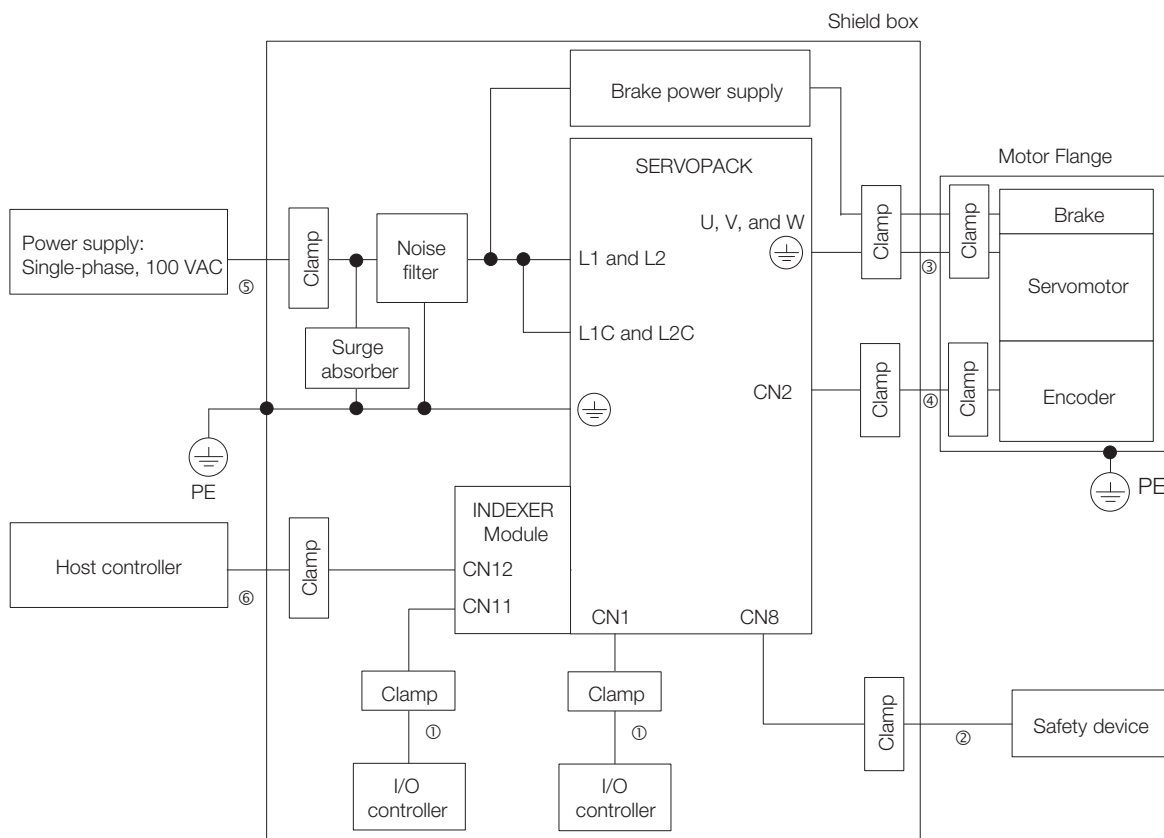 Shield box
Brake power supply
SERVOPACK
Motor Flange
Power supply:
Single-phase, 100 VAC
Clamp
Noise
filter
L1 and L2
U, V, and W
Clamp
Clamp
Brake
③
⑤
Servomotor
L1C and L2C
Surge
absorber
CN2
Clamp
④
Clamp
Encoder
PE
PE
INDEXER
Module
Host controller
⑥
Clamp
CN12
CN11
CN1
CN8
Clamp
Clamp
Clamp
②
Safety device
①
①
I/O
controller
I/O
controller